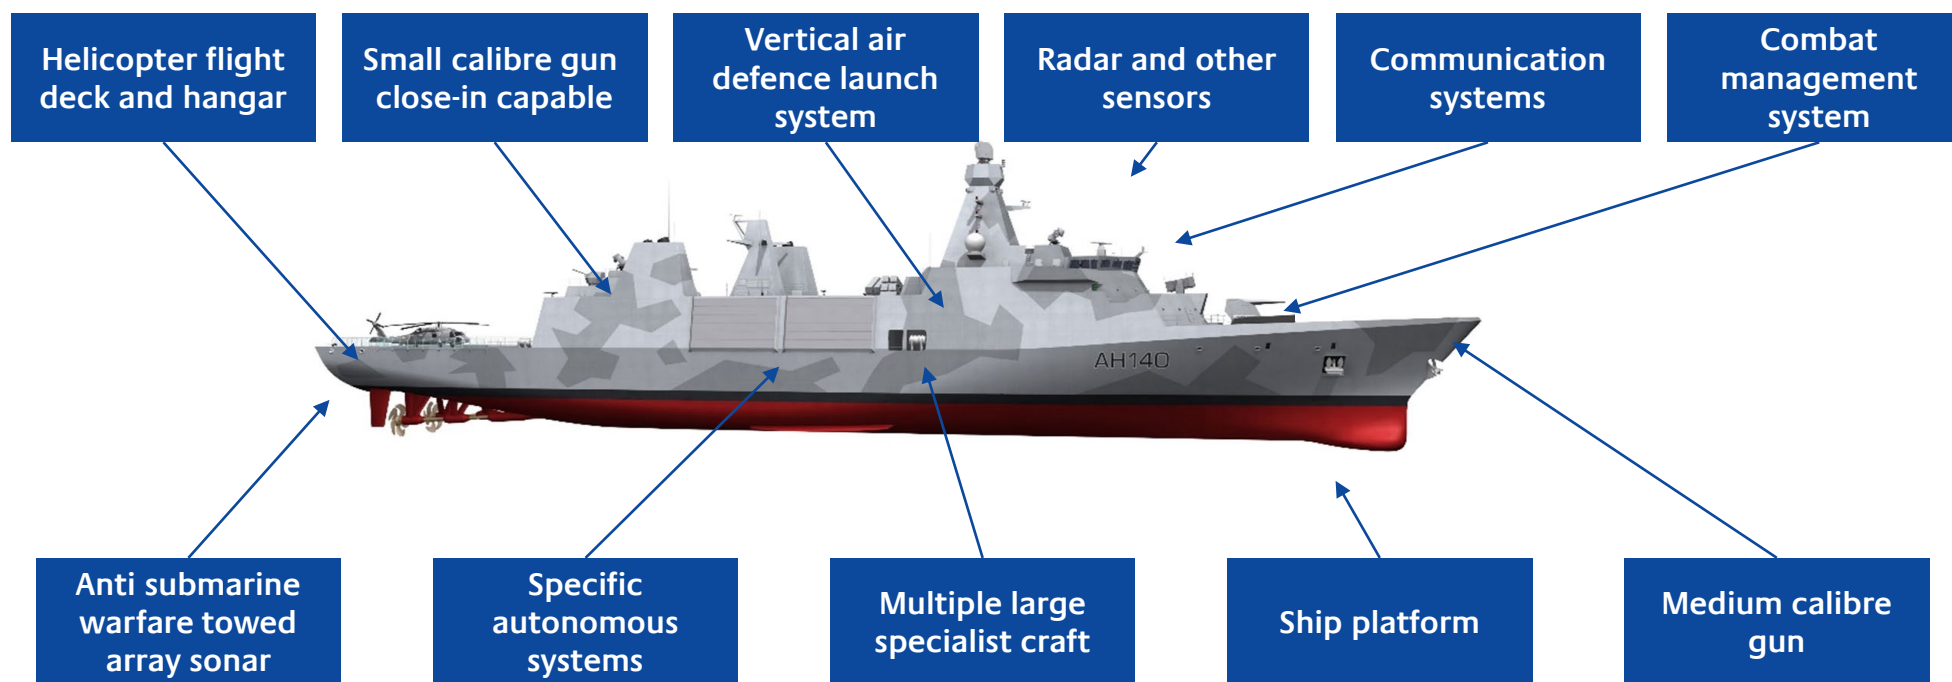 Helicopter flight
deck and hangar
Small calibre gun
close-in capable
Vertical air
defence launch
system
Radar and other
sensors
Communication
systems
Combat
management
system
AH140
Anti submarine
warfare towed
array sonar
Specific
autonomous
systems
Multiple large
specialist craft
Ship platform
Medium calibre
gun